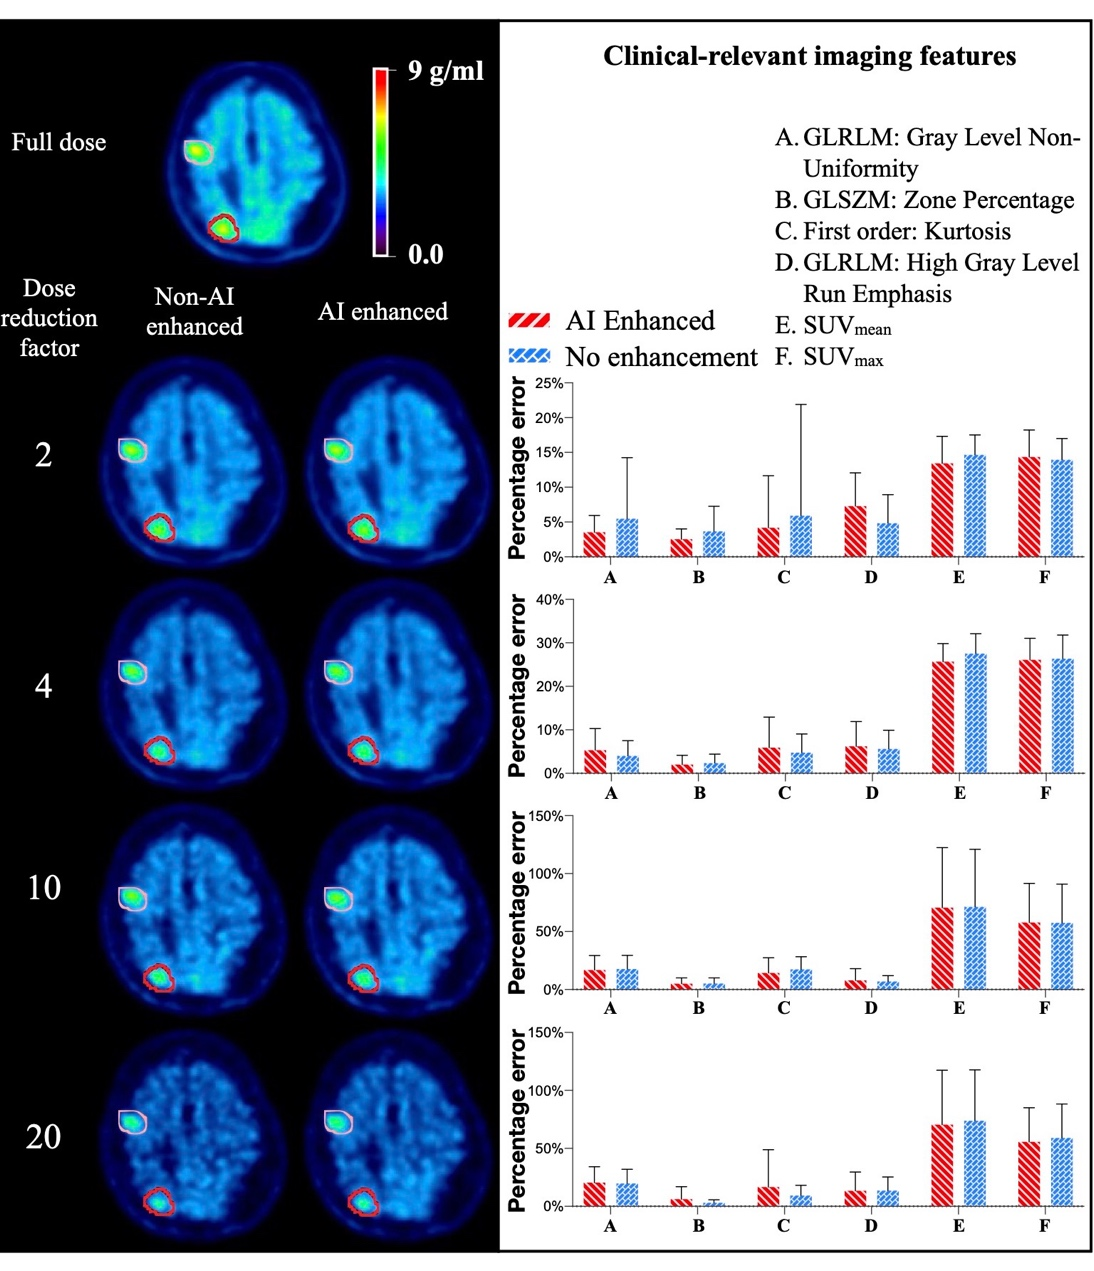 Full dose
9 g/ml
0.0
Dose
reduction
factor
Non-AI
enhanced
AI enhanced
2
4
10
20
Clinical-relevant imaging features
A. GLRLM: Gray Level Non-
Uniformity
B. GLSZM: Zone Percentage
C. First order: Kurtosis
D. GLRLM: High Gray Level
Run Emphasis
E. SUVmean
F. SUVmax
AI Enhanced
No enhancement
Percentage error
25%
20%
15%
10%
5%
0%
A B C D E F
Percentage error
40%
30%
20%
10%
0%
A B C D E F
Percentage error
150%
100%
50%
0%
A B C D E F
Percentage error
150%
100%
50%
0%
A B C D E F